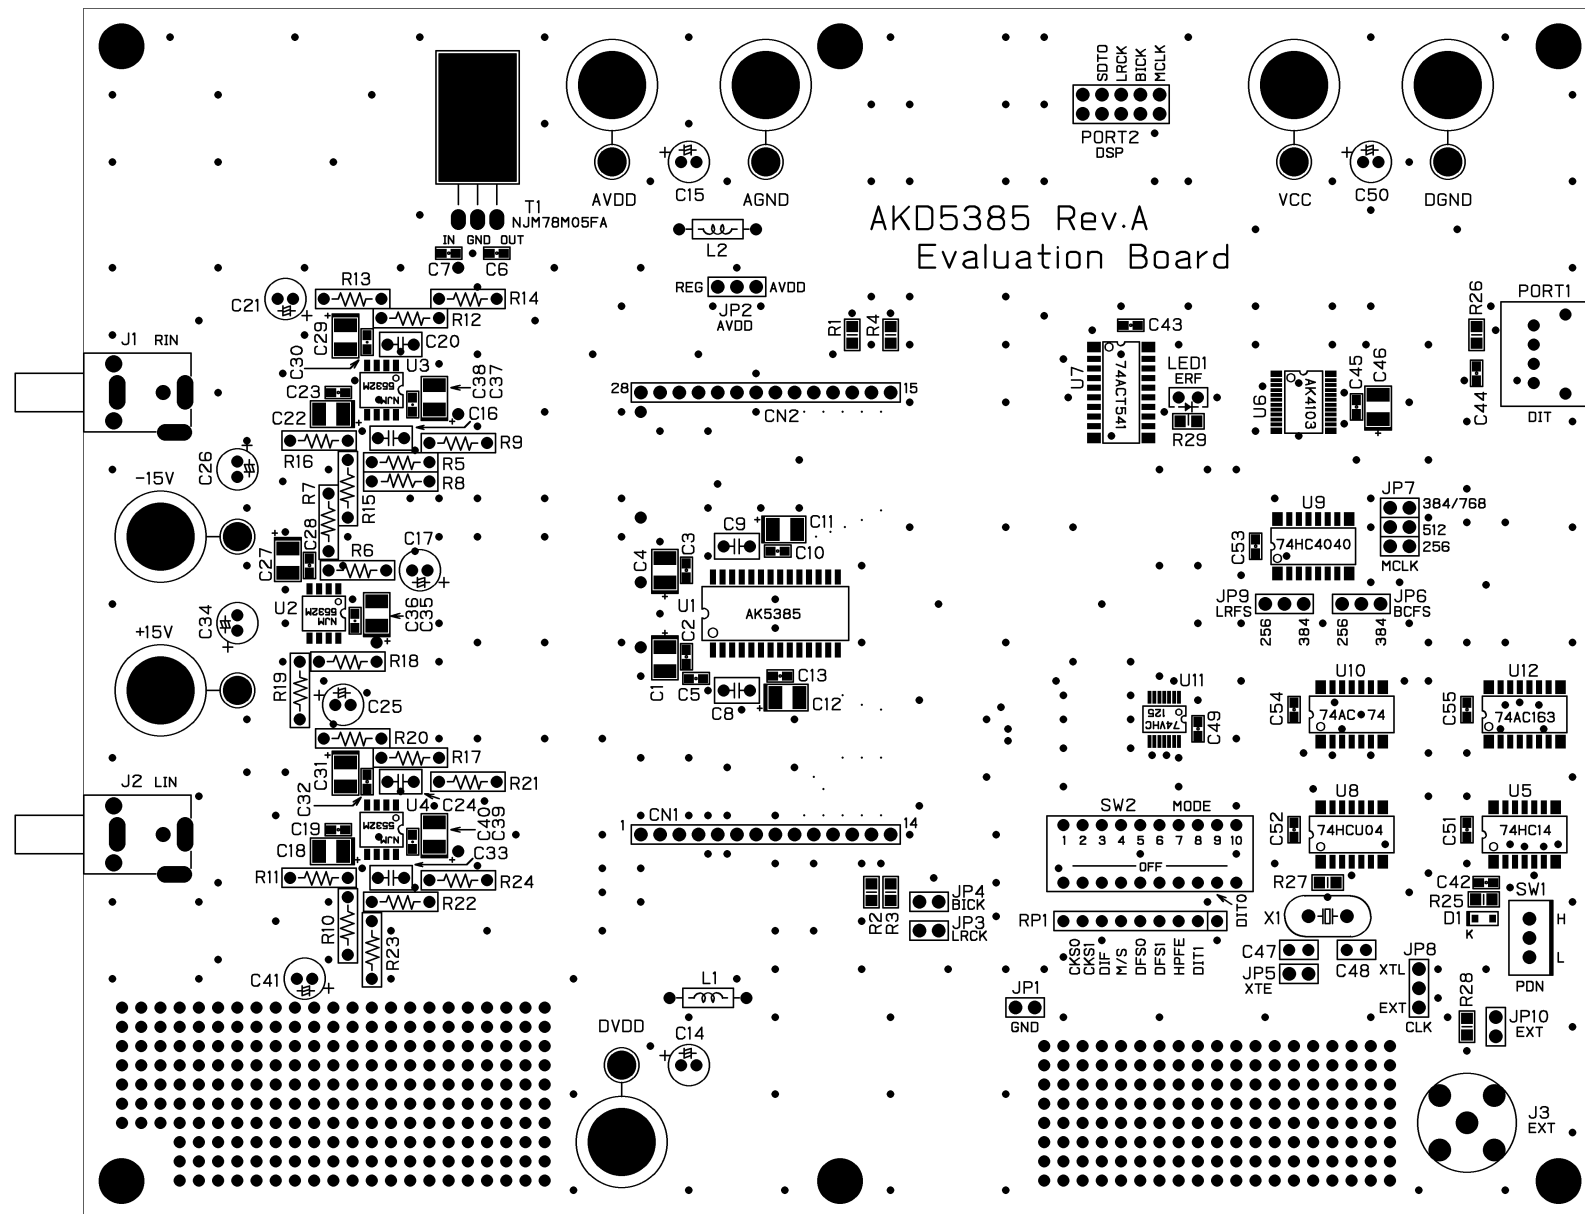 SDTO
LRCK
BICK
MCLK
PORT2
DSP
AVDD
C15
AGND
VCC
C50
DGND
T1
NJM78M05FA
IN GND OUT
C7
C6
AKD5385 Rev.A
Evaluation Board
L2
REG
AVDD
JP2
AVDD
R13
C21
R14
R12
C29
C20
C30
U3
NJM
5532M
C38
C37
C23
C22
C16
R16
R9
R5
R8
R15
R7
J1 RIN
C26
-15V
C27
C28
R6
C17
U2
NJM
5532M
C36
C35
C34
+15V
R18
R19
C25
R20
R17
C31
R21
C32
U4
C24
NJM
5532M
C40
C39
C19
C18
C33
R11
R24
R22
R10
R23
C41
J2 LIN
R1
R4
28
15
CN2
C9
C11
C10
C4
C3
U1
AK5385
C2
C1
C5
C13
C12
C8
CN1
1
14
R2
R3
JP4
BICK
JP3
LRCK
L1
DVDD
C14
JP1
GND
C43
U7
74ACT541
LED1
ERF
R29
U6
AK4103
C45
C46
R26
C44
PORT1
DIT
U9
74HC4040
C53
JP7
384/768
512
256
MCLK
JP9
LRFS
256
384
JP6
BCFS
256
384
U11
74VHC
125
C49
U10
74AC 74
C54
U12
74AC163
C55
SW2 MODE
1 2 3 4 5 6 7 8 9 10
OFF
U8
74HCU04
C52
U5
74HC14
C51
R27
C42
R25
SW1
D1
K
H
L
PDN
DIT0
RP1
CKS0
CKS1
DIF
M/S
DFS0
DFS1
HPFE
DIT1
X1
C47
C48
JP5
XTE
JP8
XTL
EXT
CLK
R28
JP10
EXT
J3
EXT